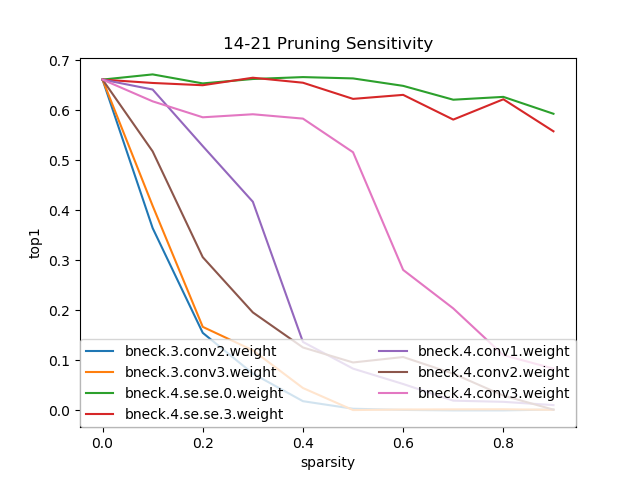 14-21 Pruning Sensitivity
0.7
0.6
0.5
0.4
0.3
0.2
0.1
0.0
top1
bneck.3.conv2.weight
bneck.3.conv3.weight
bneck.4.se.se.0.weight
bneck.4.se.se.3.weight
bneck.4.conv1.weight
bneck.4.conv2.weight
bneck.4.conv3.weight
0.0 0.2 0.4 0.6 0.8
sparsity